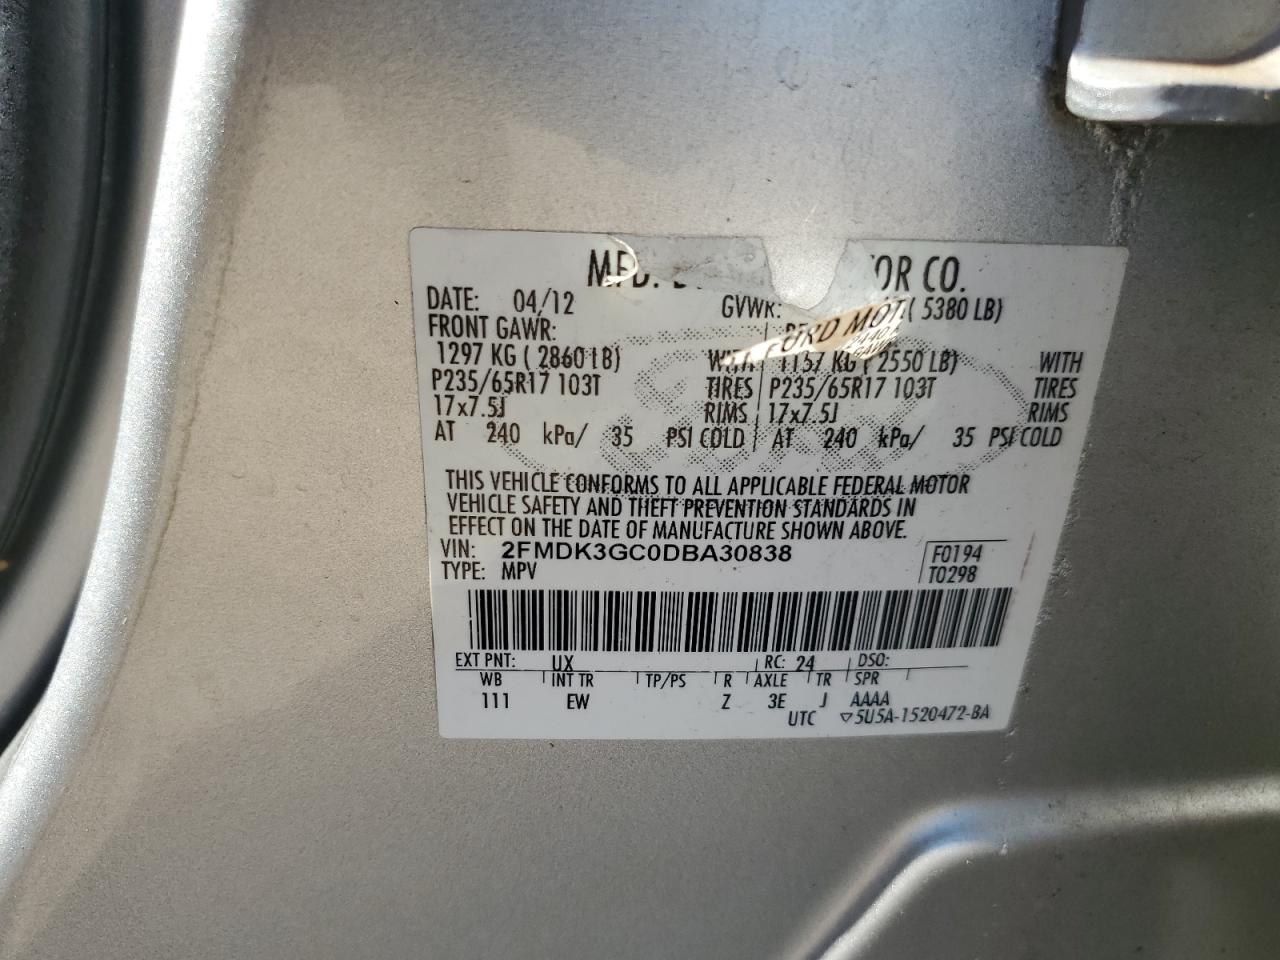 MFD. FORD MOTOR CO.
DATE: 04/12 GVWR: ( 5380 LB)
FRONT GAWR:
1297 KG ( 2860 LB) WITH 1157 KG ( 2550 LB) WITH
P235/65R17 103T TIRES P235/65R17 103T TIRES
17x7.5J RIMS 17x7.5J RIMS
AT 240 kPa/ 35 PSI COLD AT 240 kPa/ 35 PSI COLD
THIS VEHICLE CONFORMS TO ALL APPLICABLE FEDERAL MOTOR
VEHICLE SAFETY AND THEFT PREVENTION STANDARDS IN
EFFECT ON THE DATE OF MANUFACTURE SHOWN ABOVE.
VIN: 2FMDK3GC0DBA30838 F0194
TYPE: MPV T0298
EXT PNT: UX RC: 24 DSO:
WB INT TR TP/PS R AXLE TR SPR
111 EW Z 3E J AAAA
UTC ▽5U5A-1520472-BA